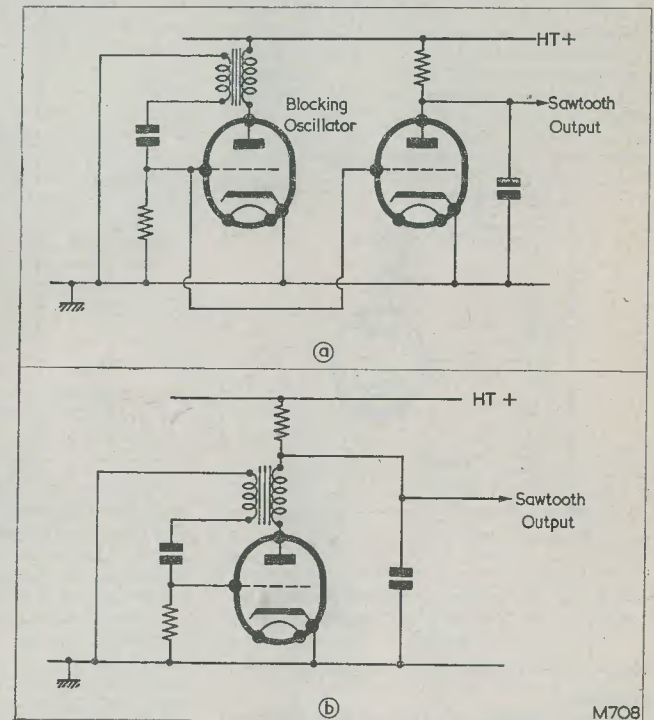 HT+
Blocking
Oscillator
Sawtooth
Output
a
HT +
Sawtooth
Output
b
M708